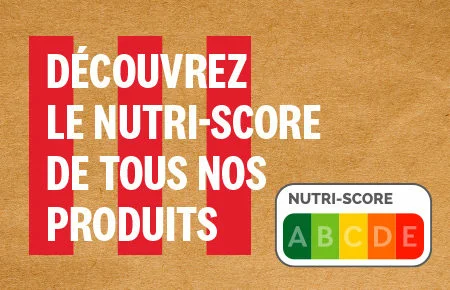 DÉCOUVREZ
LE NUTRI-SCORE
DE TOUS NOS
PRODUITS
NUTRI-SCORE
A B C D E